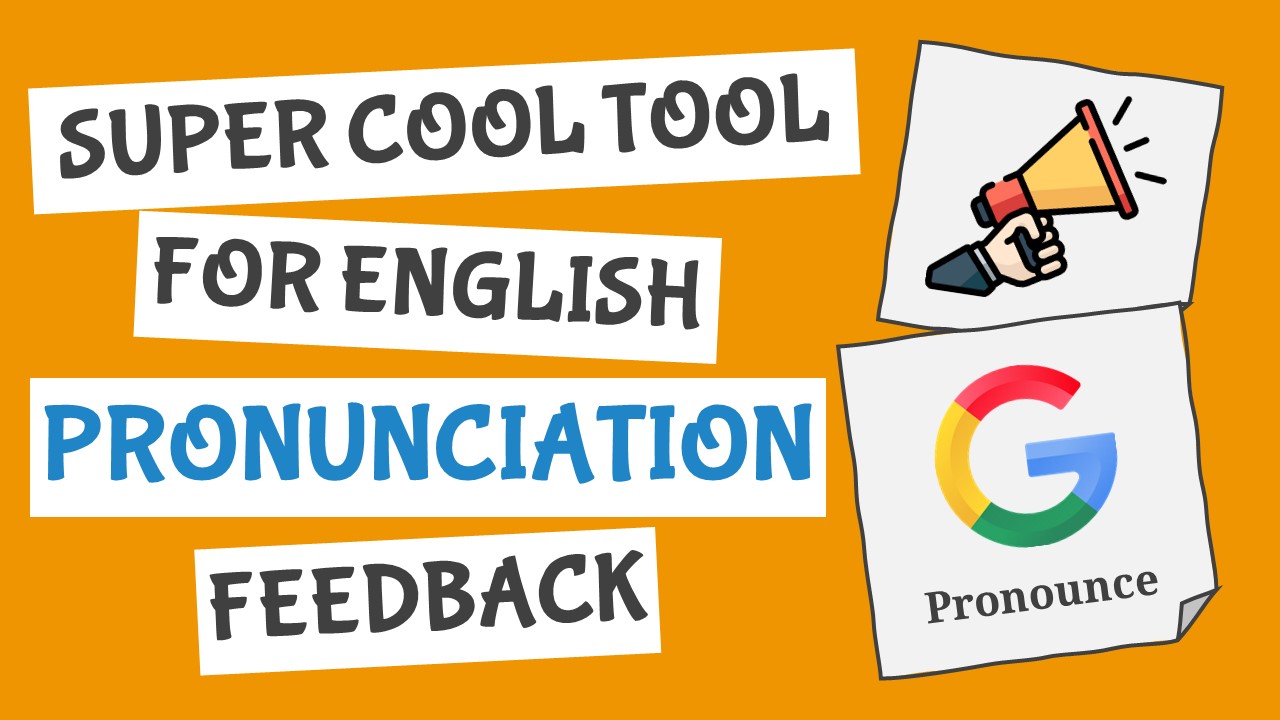 SUPER COOL TOOL
FOR ENGLISH
PRONUNCIATION
FEEDBACK
G
Pronounce